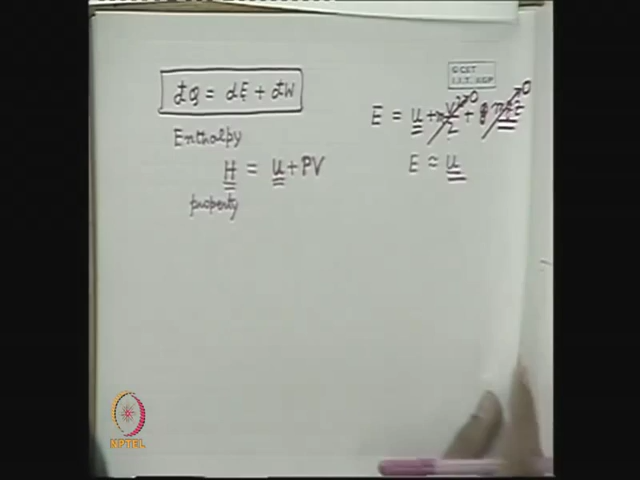 đQ = dE + đW
© CET
I.I.T. KGP
E = U + mV²/2 + mgz
Enthalpy
H = U + PV
E ≈ U
property
NPTEL